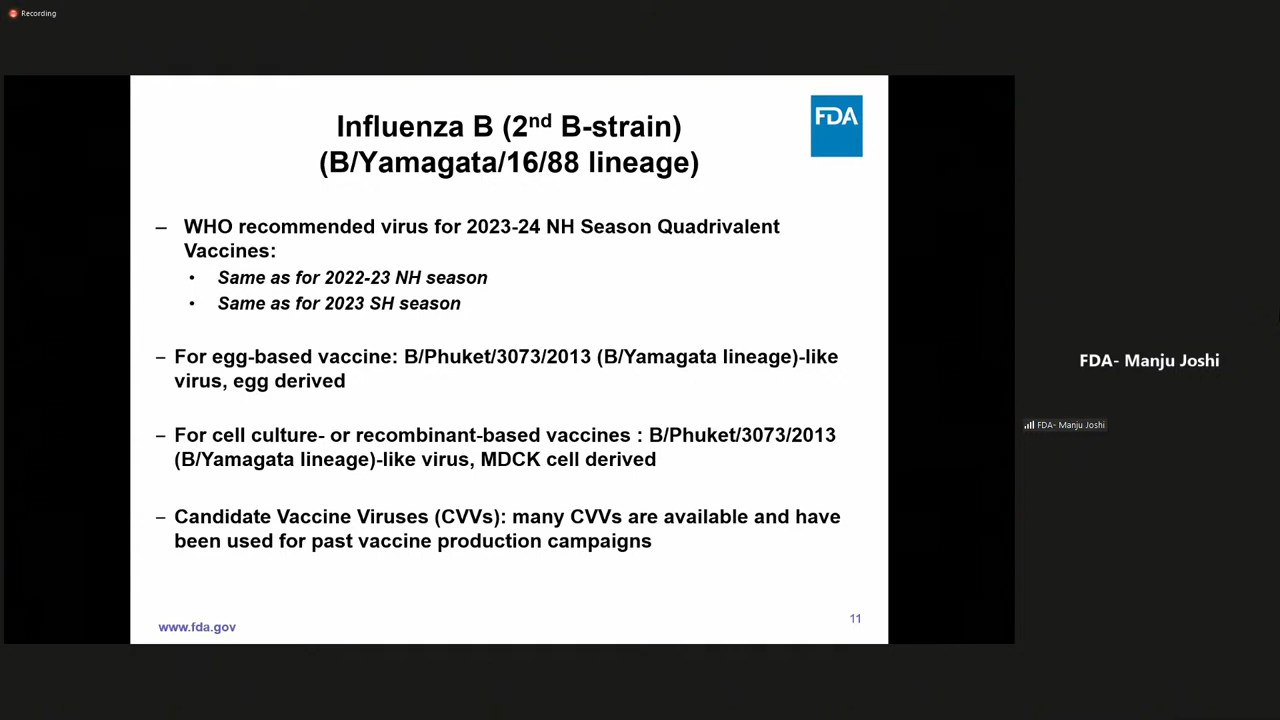 Recording
FDA
Influenza B (2nd B-strain)
(B/Yamagata/16/88 lineage)
– WHO recommended virus for 2023-24 NH Season Quadrivalent
Vaccines:
• Same as for 2022-23 NH season
• Same as for 2023 SH season
– For egg-based vaccine: B/Phuket/3073/2013 (B/Yamagata lineage)-like
virus, egg derived
– For cell culture- or recombinant-based vaccines : B/Phuket/3073/2013
(B/Yamagata lineage)-like virus, MDCK cell derived
– Candidate Vaccine Viruses (CVVs): many CVVs are available and have
been used for past vaccine production campaigns
www.fda.gov
11
FDA- Manju Joshi
FDA- Manju Joshi